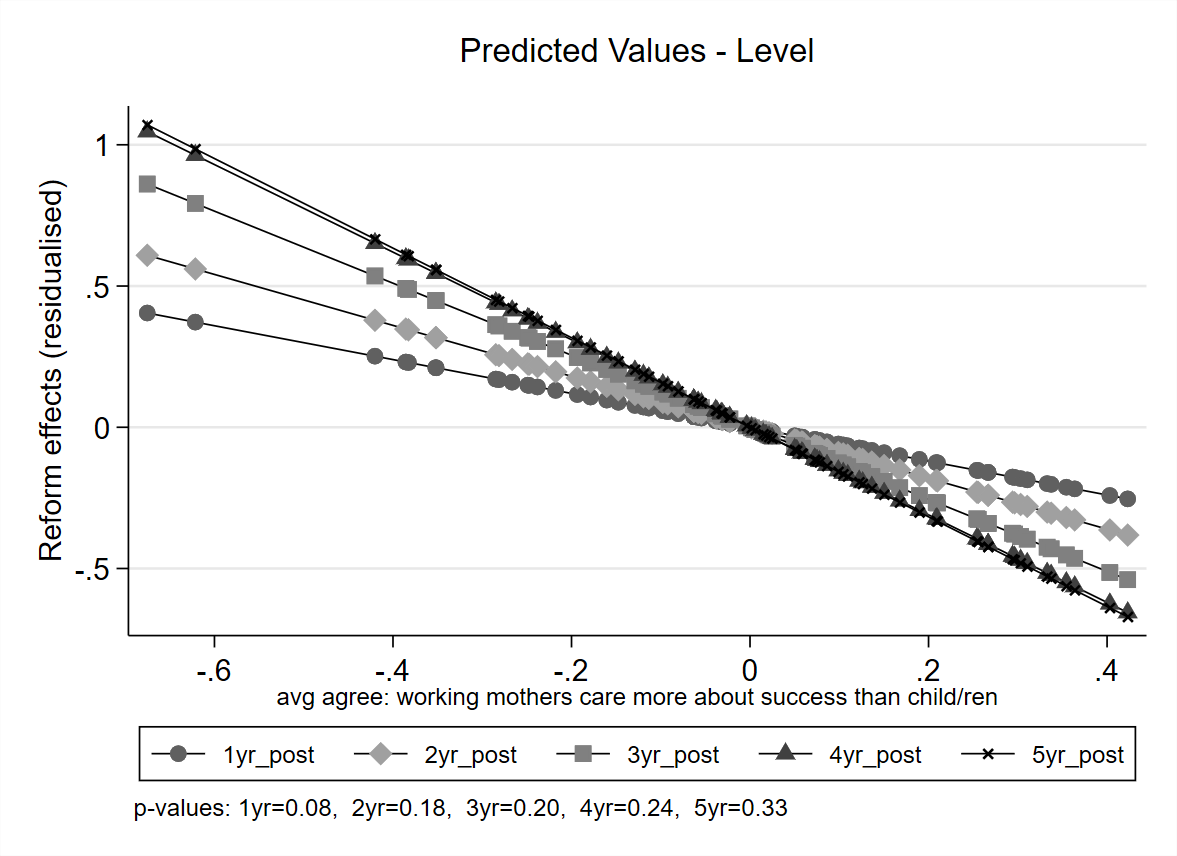 Predicted Values - Level
Reform effects (residualised)
1
.5
0
-.5
-.6 -.4 -.2 0 .2 .4
avg agree: working mothers care more about success than child/ren
1yr_post 2yr_post 3yr_post 4yr_post 5yr_post
p-values: 1yr=0.08, 2yr=0.18, 3yr=0.20, 4yr=0.24, 5yr=0.33